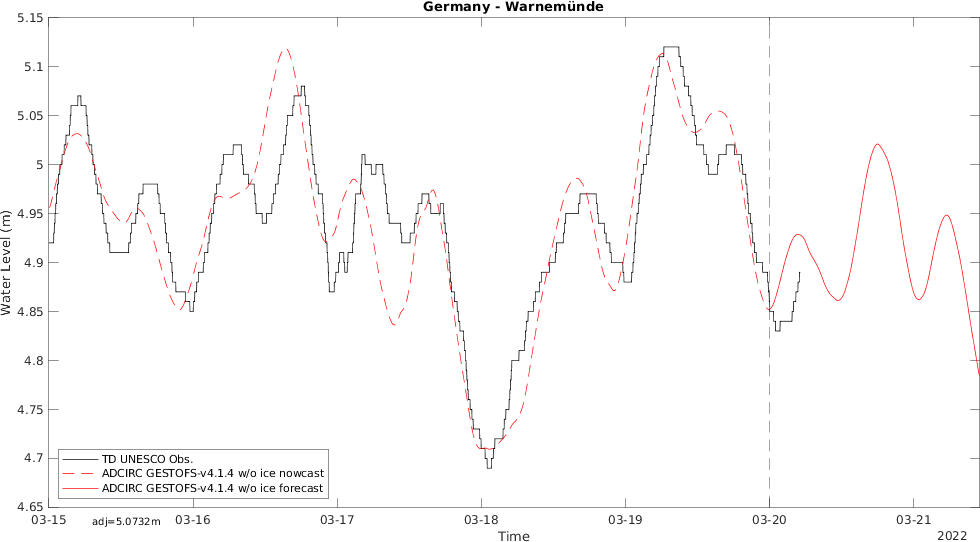 Germany - Warnemünde
Water Level (m)
5.15
5.1
5.05
5
4.95
4.9
4.85
4.8
4.75
4.7
4.65
TD UNESCO Obs.
ADCIRC GESTOFS-v4.1.4 w/o ice nowcast
ADCIRC GESTOFS-v4.1.4 w/o ice forecast
03-15 03-16 03-17 03-18 03-19 03-20 03-21
adj=5.0732m
Time
2022